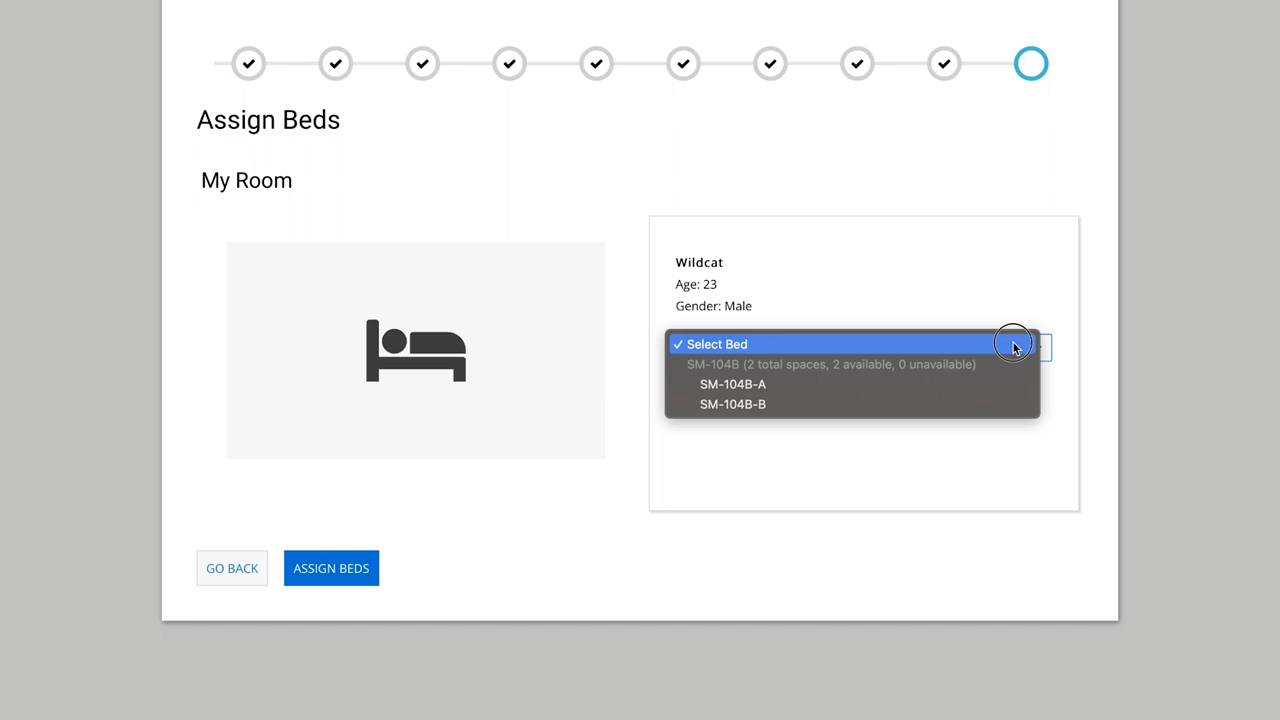 Assign Beds
My Room
Wildcat
Age: 23
Gender: Male
✓ Select Bed
SM-104B (2 total spaces, 2 available, 0 unavailable)
SM-104B-A
SM-104B-B
GO BACK
ASSIGN BEDS